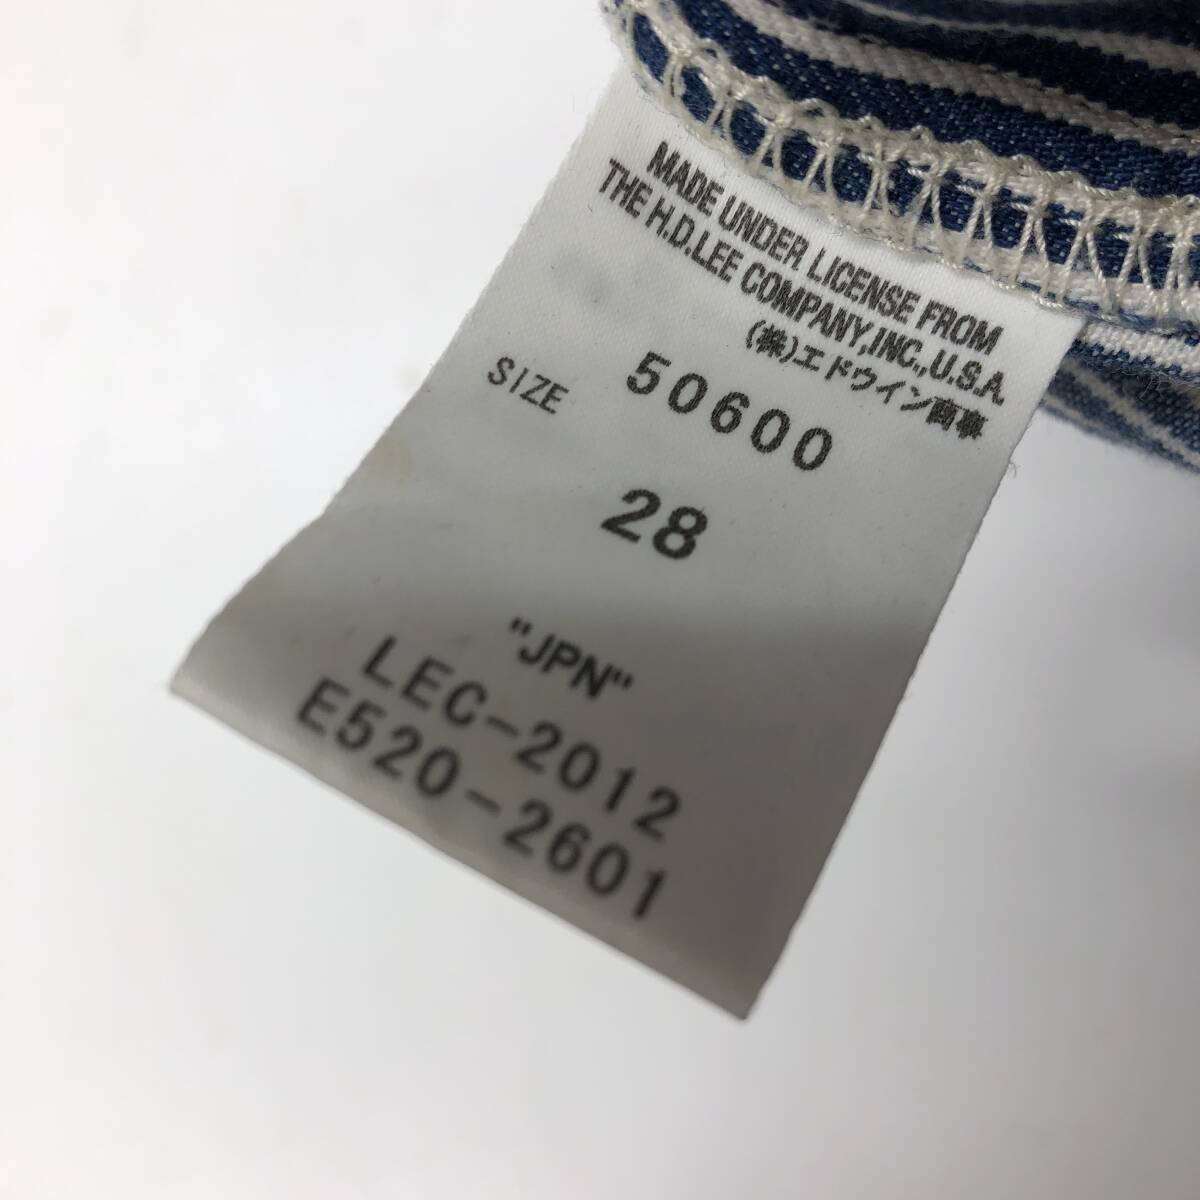 MADE UNDER LICENSE FROM
THE H.D.LEE COMPANY,INC.,U.S.A.
(株)エドウイン商事
50600
SIZE
28
"JPN"
LEC-2012
E520-2601